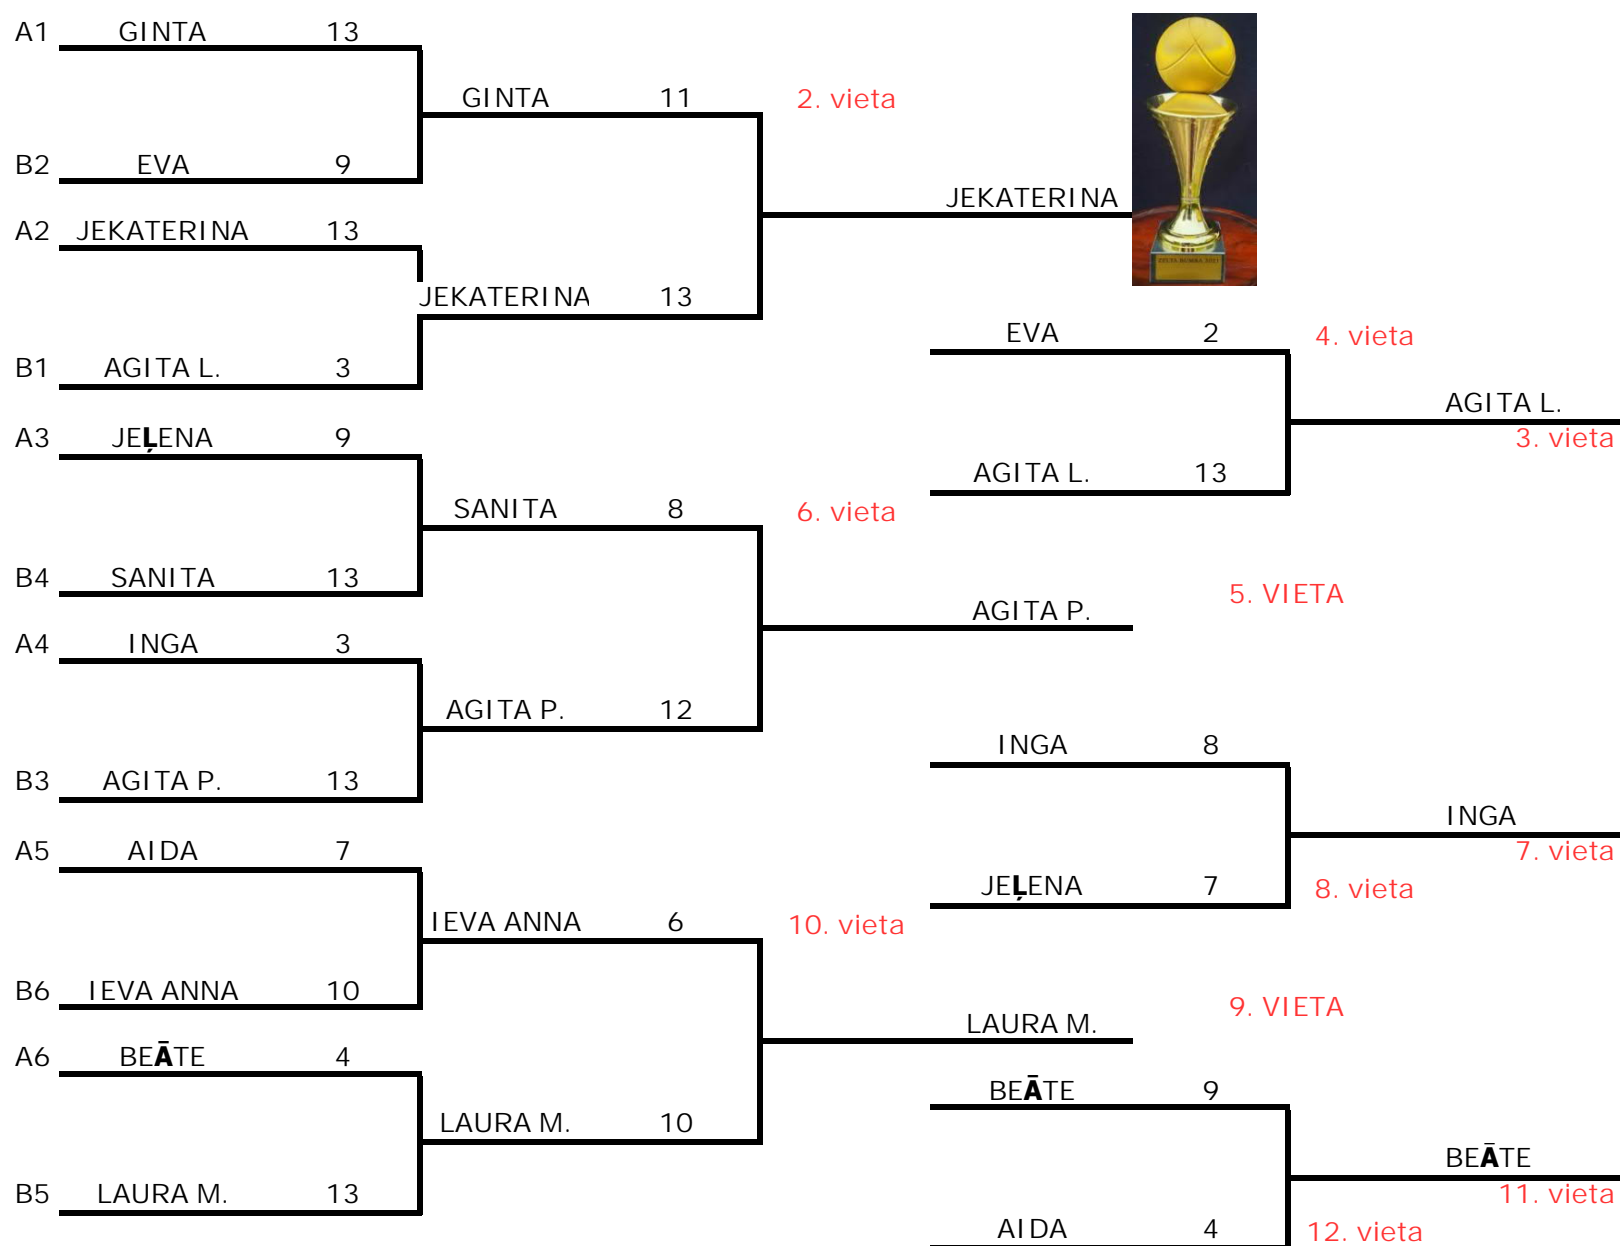 A1 GINTA 13
GINTA 11 2. vieta
B2 EVA 9
JEKATERINA
A2 JEKATERINA 13
JEKATERINA 13
EVA 2 4. vieta
B1 AGITA L. 3
AGITA L.
3. vieta
A3 JEĻENA 9
AGITA L. 13
SANITA 8 6. vieta
B4 SANITA 13
5. VIETA
AGITA P.
A4 INGA 3
AGITA P. 12
INGA 8
B3 AGITA P. 13
INGA
7. vieta
A5 AIDA 7
JEĻENA 7 8. vieta
IEVA ANNA 6 10. vieta
B6 IEVA ANNA 10
9. VIETA
LAURA M.
A6 BEĀTE 4
BEĀTE 9
LAURA M. 10
BEĀTE
11. vieta
B5 LAURA M. 13
AIDA 4 12. vieta